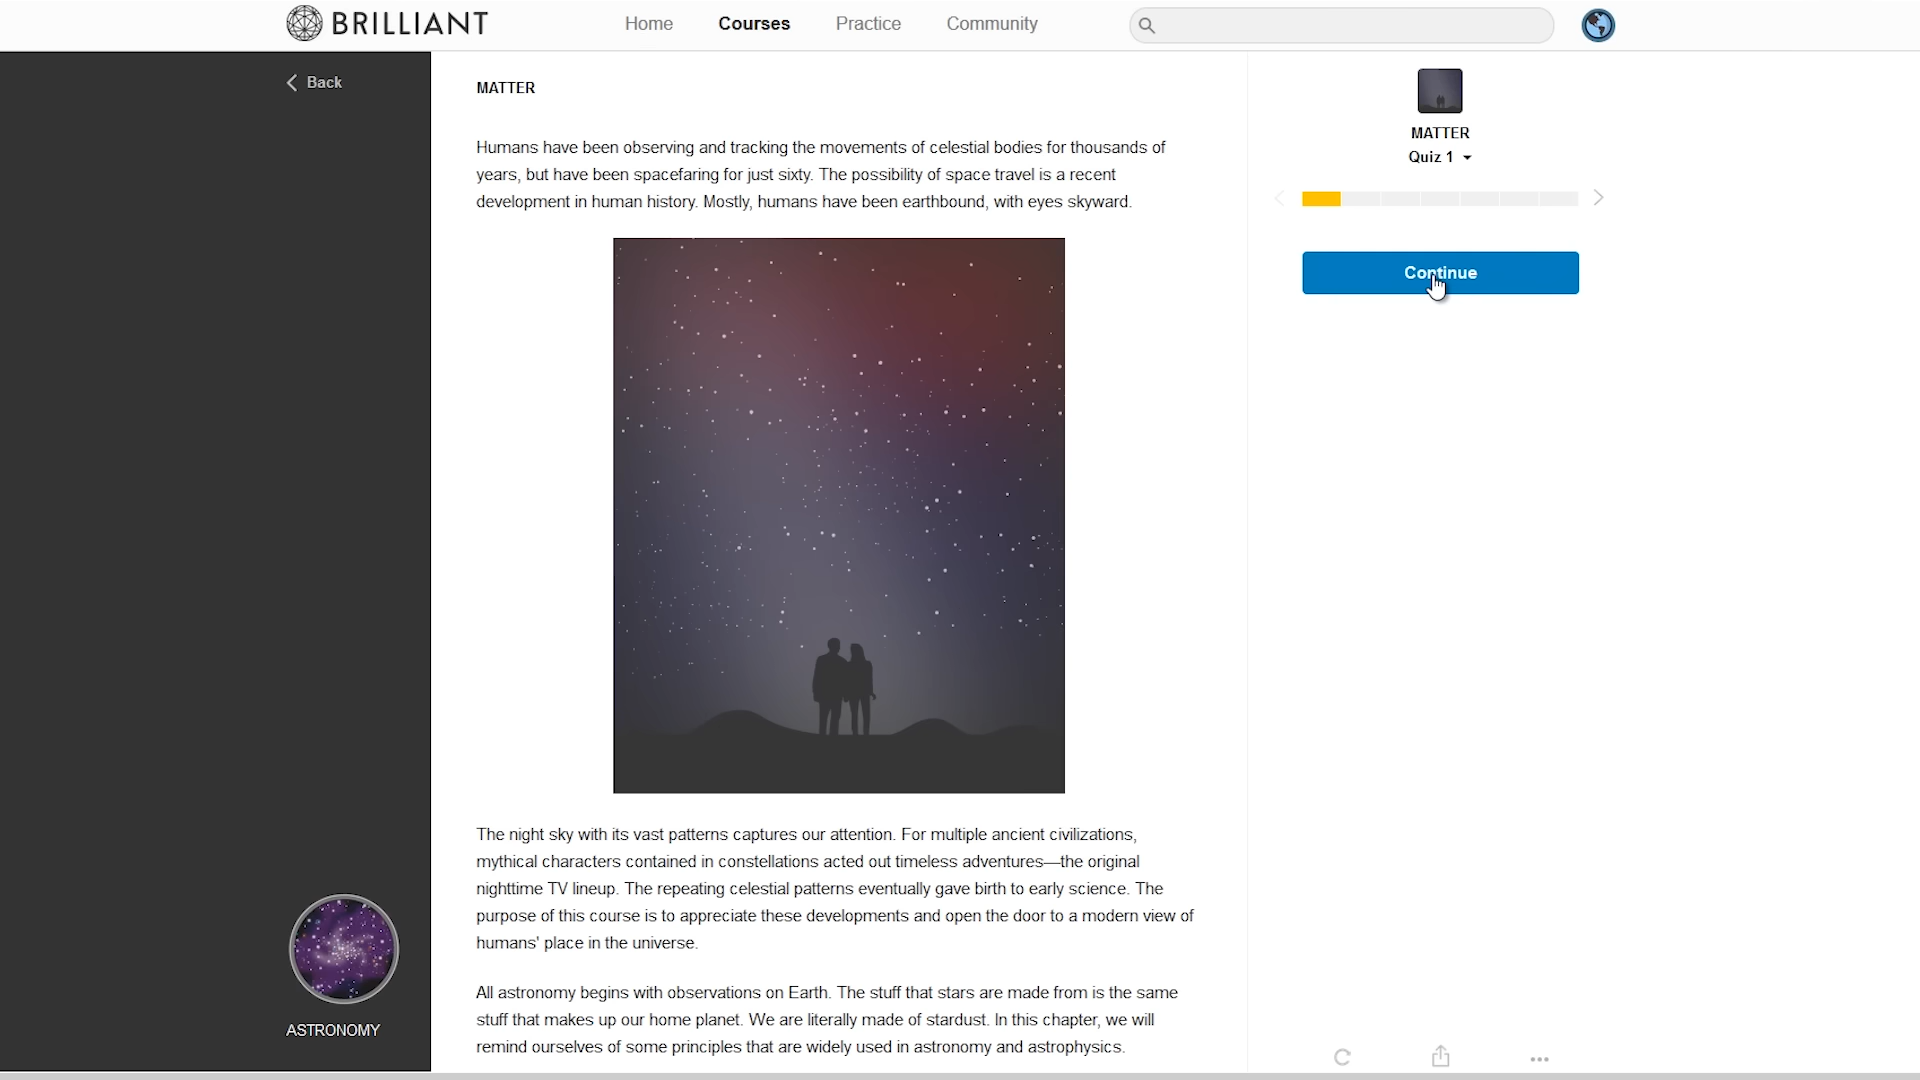 BRILLIANT
Home
Courses
Practice
Community
Back
MATTER
Humans have been observing and tracking the movements of celestial bodies for thousands of
years, but have been spacefaring for just sixty. The possibility of space travel is a recent
development in human history. Mostly, humans have been earthbound, with eyes skyward.
MATTER
Quiz 1
Continue
The night sky with its vast patterns captures our attention. For multiple ancient civilizations,
mythical characters contained in constellations acted out timeless adventures—the original
nighttime TV lineup. The repeating celestial patterns eventually gave birth to early science. The
purpose of this course is to appreciate these developments and open the door to a modern view of
humans' place in the universe.
All astronomy begins with observations on Earth. The stuff that stars are made from is the same
stuff that makes up our home planet. We are literally made of stardust. In this chapter, we will
remind ourselves of some principles that are widely used in astronomy and astrophysics.
ASTRONOMY